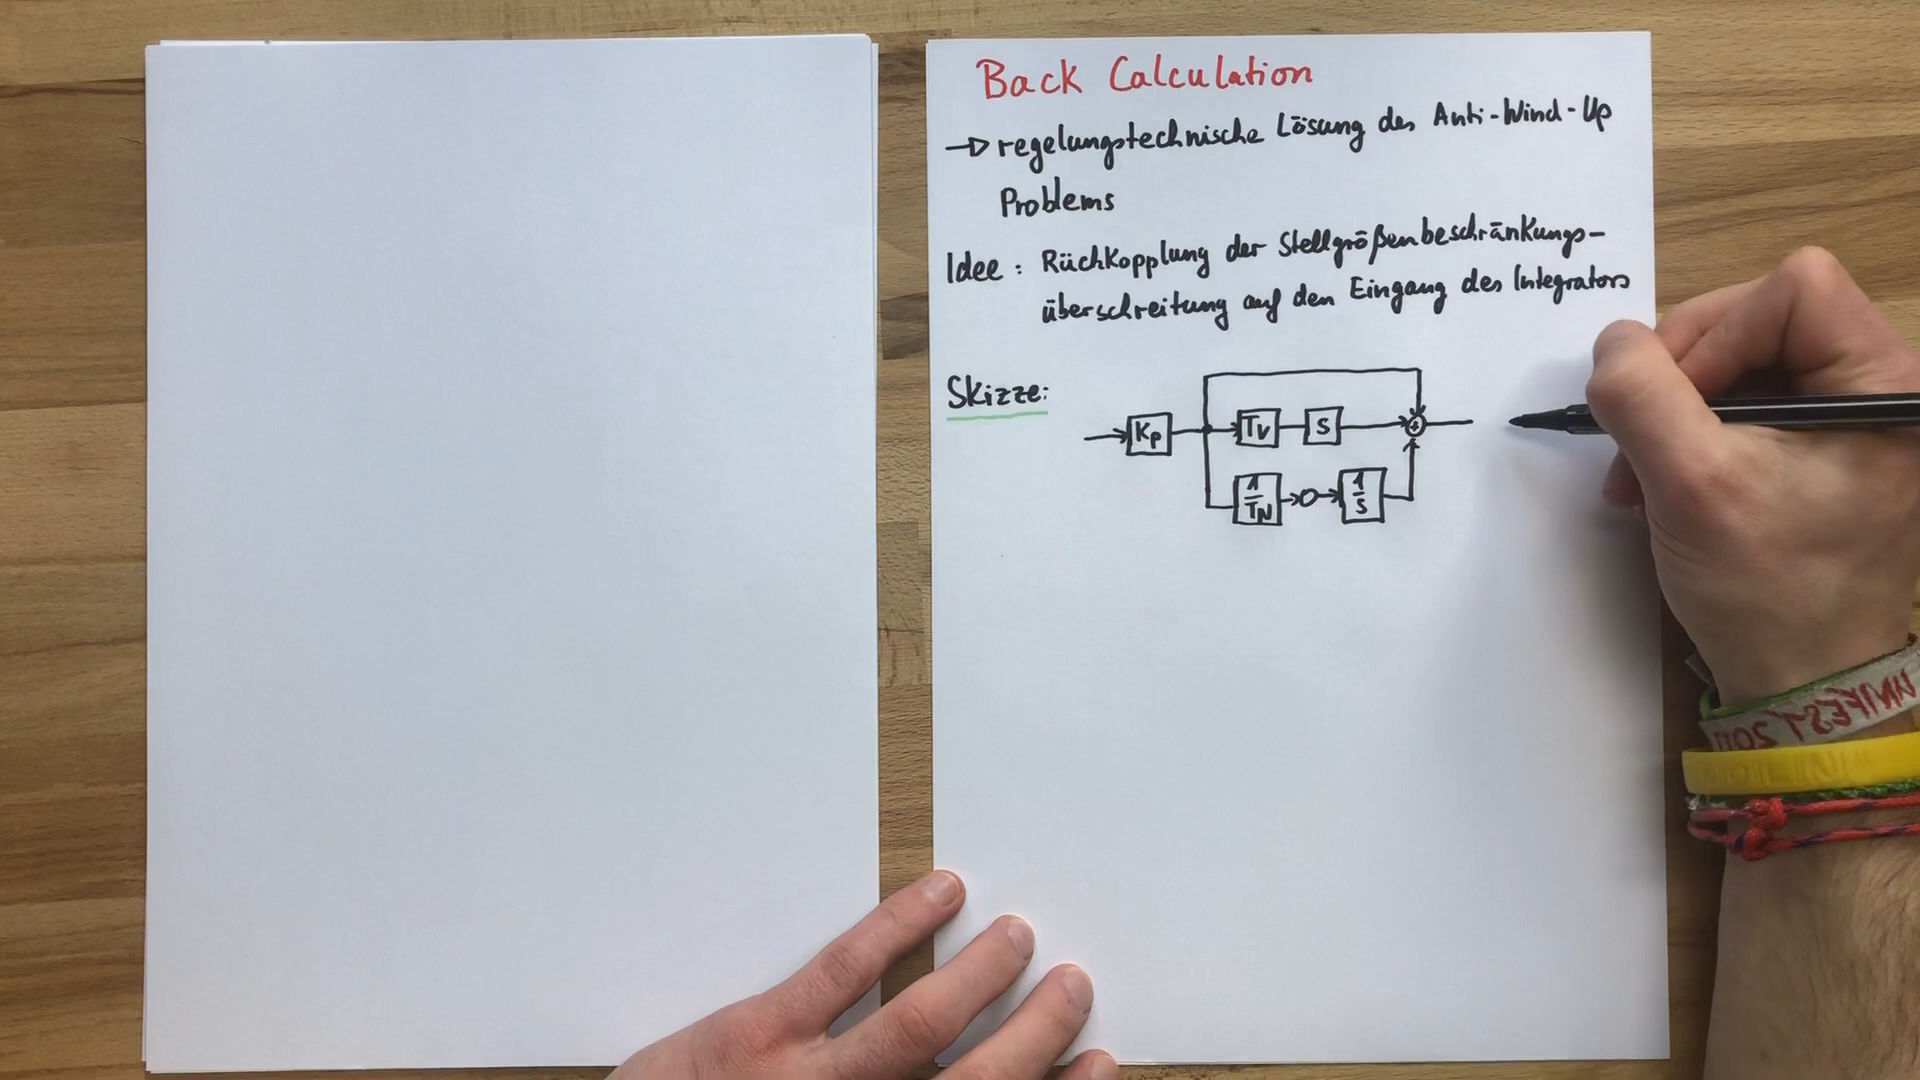 Back Calculation
→ regelungstechnische Lösung des Anti-Wind-Up
Problems
Idee: Rückkopplung der Stellgrößenbeschränkungs-
überschreitung auf den Eingang des Integrators
Skizze:
Kp
Tv
S
+
1/TN
1/s